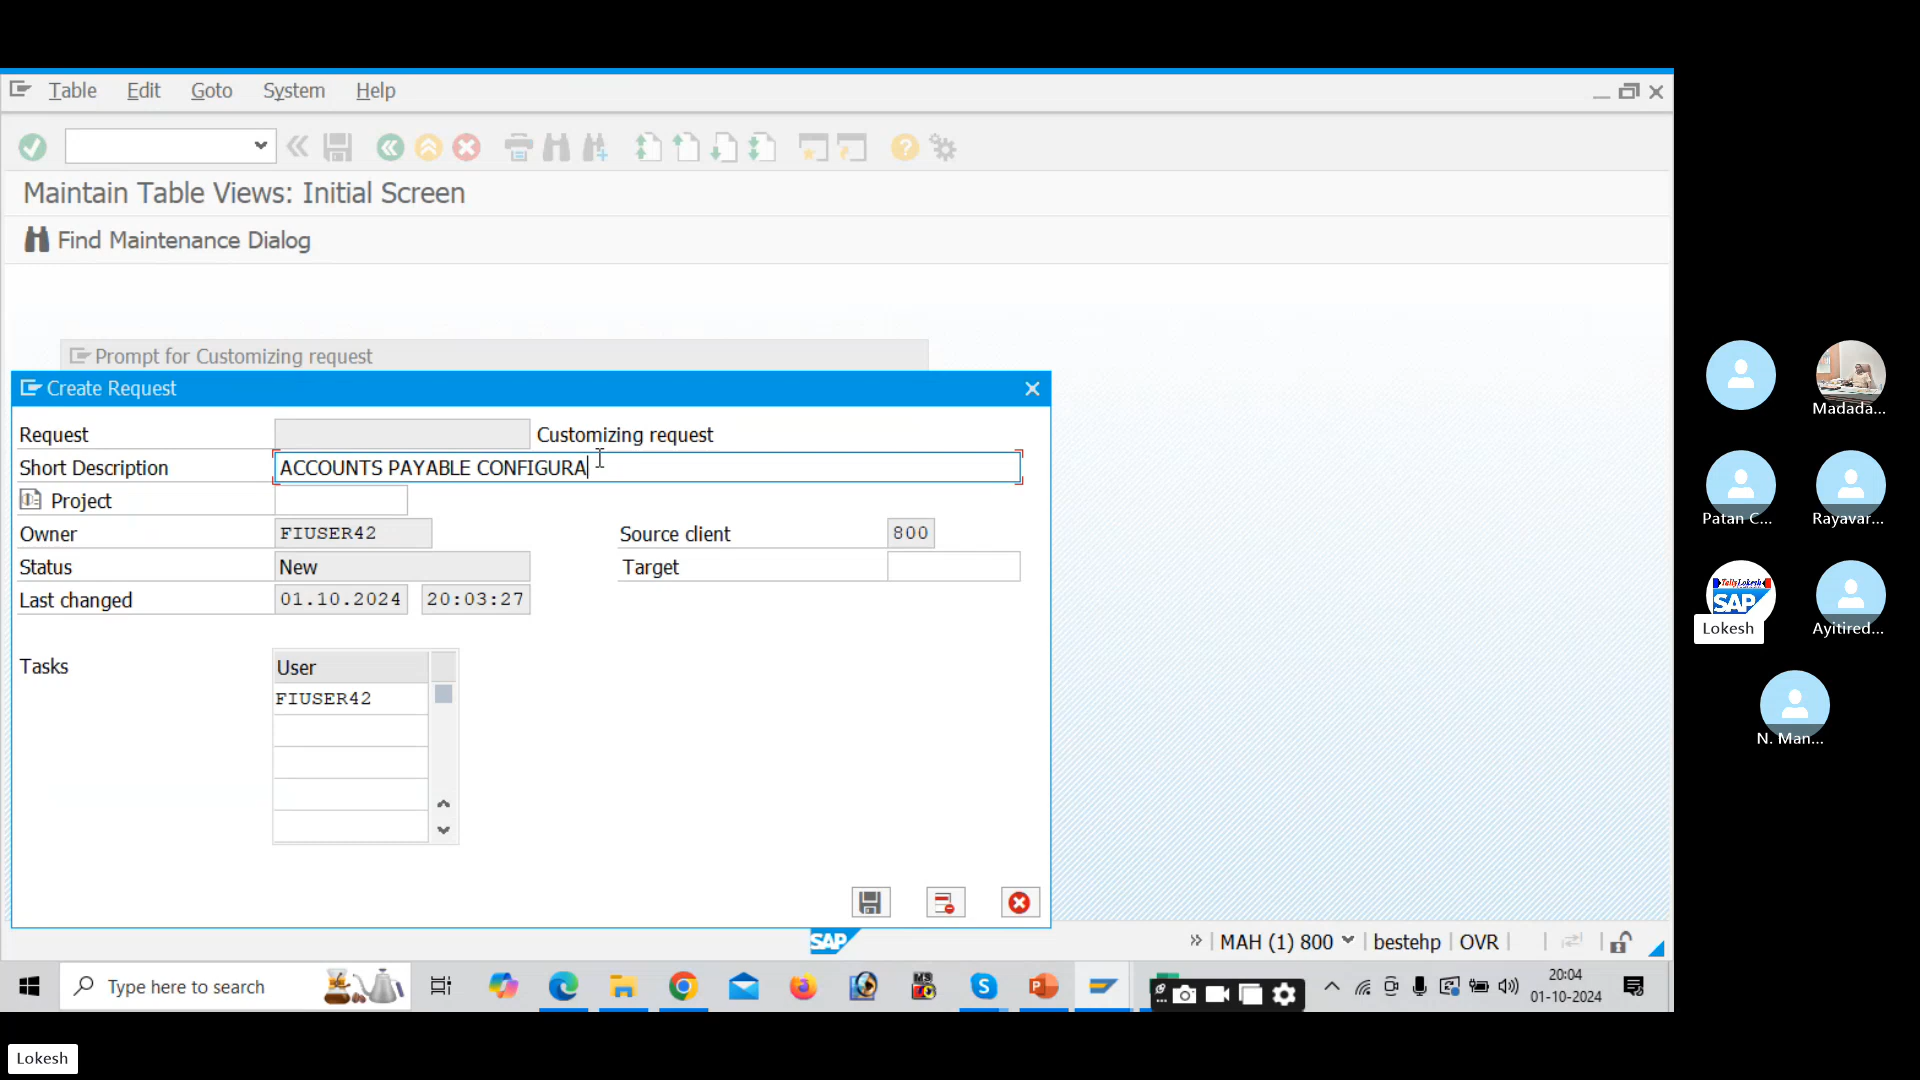 Table Edit Goto System Help
Maintain Table Views: Initial Screen
Find Maintenance Dialog
Prompt for Customizing request
Create Request
Request Customizing request
Short Description ACCOUNTS PAYABLE CONFIGURA
Project
Owner FIUSER42 Source client 800
Status New Target
Last changed 01.10.2024 20:03:27
Tasks User
FIUSER42
SAP MAH (1) 800 bestehp OVR
Type here to search
20:04
01-10-2024
Madada...
Patan C... Rayavar...
Tally Lokesh
SAP
Lokesh Ayitired...
N. Man...
Lokesh